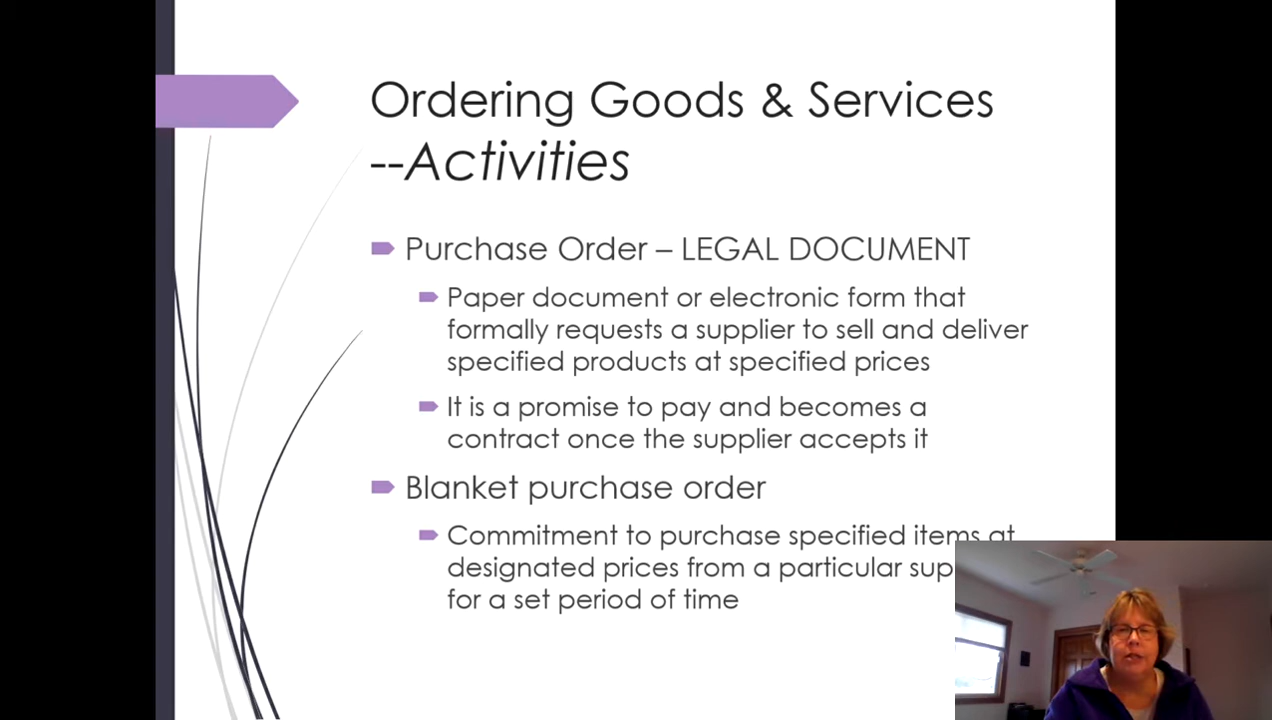 Ordering Goods & Services
--Activities
Purchase Order – LEGAL DOCUMENT
Paper document or electronic form that
formally requests a supplier to sell and deliver
specified products at specified prices
It is a promise to pay and becomes a
contract once the supplier accepts it
Blanket purchase order
Commitment to purchase specified items at
designated prices from a particular
for a set period of time